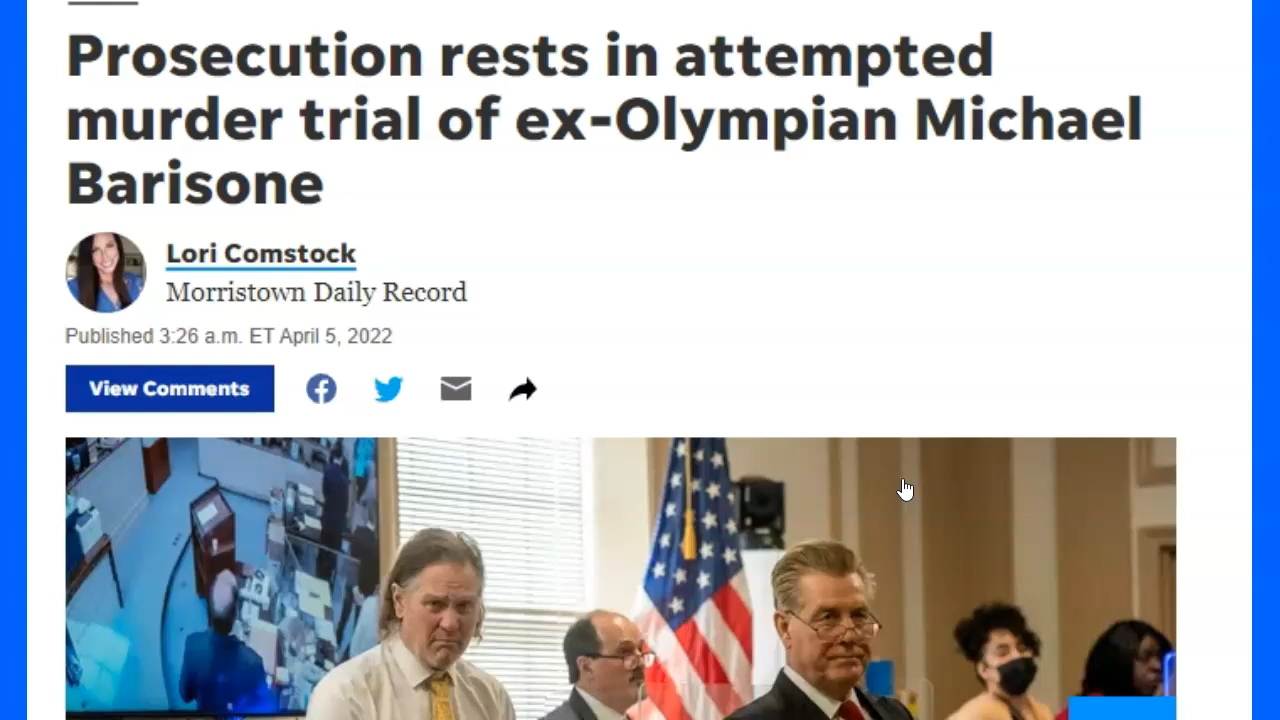 Prosecution rests in attempted
murder trial of ex-Olympian Michael
Barisone
Lori Comstock
Morristown Daily Record
Published 3:26 a.m. ET April 5, 2022
View Comments